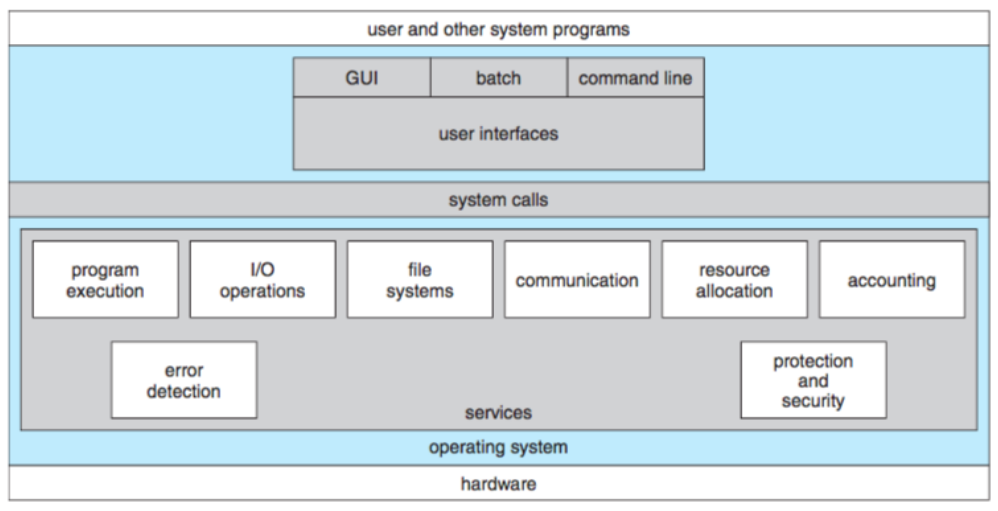 user and other system programs
GUI
batch
command line
user interfaces
system calls
program
execution
I/O
operations
file
systems
communication
resource
allocation
accounting
error
detection
protection
and
security
services
operating system
hardware